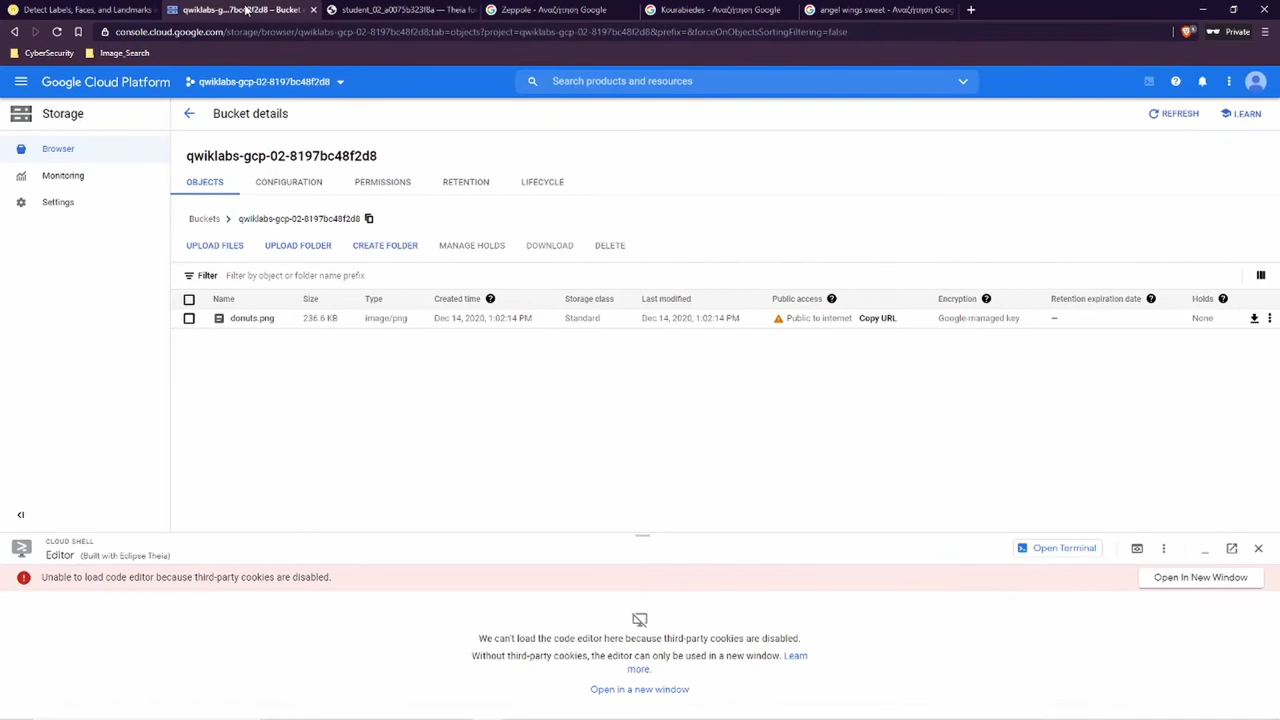 Detect Labels, Faces, and Landmarks
qwiklabs-g...7bc48f2d8 – Bucket
student_02_a0075b323f8a — Theia for
Zeppole - Αναζήτηση Google
Kourabiedes - Αναζήτηση Google
angel wings sweet - Αναζήτηση Goog
Private
console.cloud.google.com/storage/browser/qwiklabs-gcp-02-8197bc48f2d8;tab=objects?project=qwiklabs-gcp-02-8197bc48f2d8&prefix=&forceOnObjectsSortingFiltering=false
CyberSecurity
Image_Search
Google Cloud Platform
qwiklabs-gcp-02-8197bc48f2d8
Search products and resources
Storage
Bucket details
REFRESH
LEARN
Browser
Monitoring
Settings
qwiklabs-gcp-02-8197bc48f2d8
OBJECTS CONFIGURATION PERMISSIONS RETENTION LIFECYCLE
Buckets > qwiklabs-gcp-02-8197bc48f2d8
UPLOAD FILES UPLOAD FOLDER CREATE FOLDER MANAGE HOLDS DOWNLOAD DELETE
Filter Filter by object or folder name prefix
Name Size Type Created time Storage class Last modified Public access Encryption Retention expiration date Holds
donuts.png 236.6 KB image/png Dec 14, 2020, 1:02:14 PM Standard Dec 14, 2020, 1:02:14 PM Public to internet Copy URL Google-managed key – None
CLOUD SHELL
Editor (Built with Eclipse Theia)
Open Terminal
Unable to load code editor because third-party cookies are disabled.
Open In New Window
We can't load the code editor here because third-party cookies are disabled.
Without third-party cookies, the editor can only be used in a new window. Learn
more.
Open in a new window